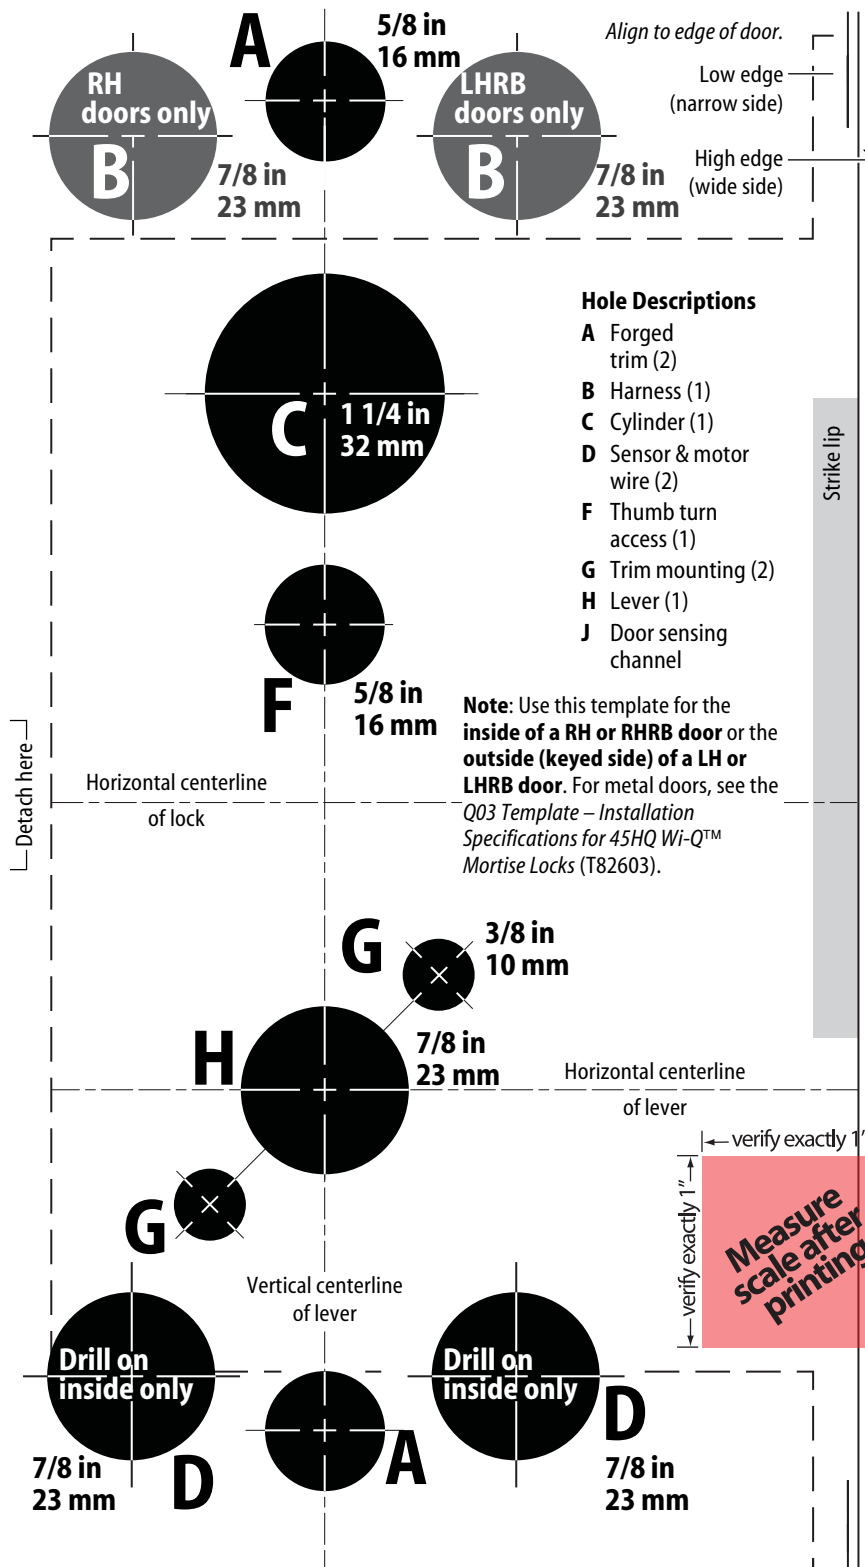 A
5/8 in
16 mm
Align to edge of door.
RH
doors only
B
7/8 in
23 mm
LHRB
doors only
B
7/8 in
23 mm
Low edge
(narrow side)
High edge
(wide side)
C
1 1/4 in
32 mm
Hole Descriptions
A Forged
trim (2)
B Harness (1)
C Cylinder (1)
D Sensor & motor
wire (2)
F Thumb turn
access (1)
G Trim mounting (2)
H Lever (1)
J Door sensing
channel
Strike lip
F
5/8 in
16 mm
Note: Use this template for the
inside of a RH or RHRB door or the
outside (keyed side) of a LH or
LHRB door. For metal doors, see the
Q03 Template – Installation
Specifications for 45HQ Wi-Q™
Mortise Locks (T82603).
Detach here
Horizontal centerline
of lock
G
3/8 in
10 mm
H
7/8 in
23 mm
Horizontal centerline
of lever
verify exactly 1"
verify exactly 1"
Measure
scale after
printing
G
Vertical centerline
of lever
Drill on
inside only
7/8 in
23 mm
D
A
Drill on
inside only
D
7/8 in
23 mm